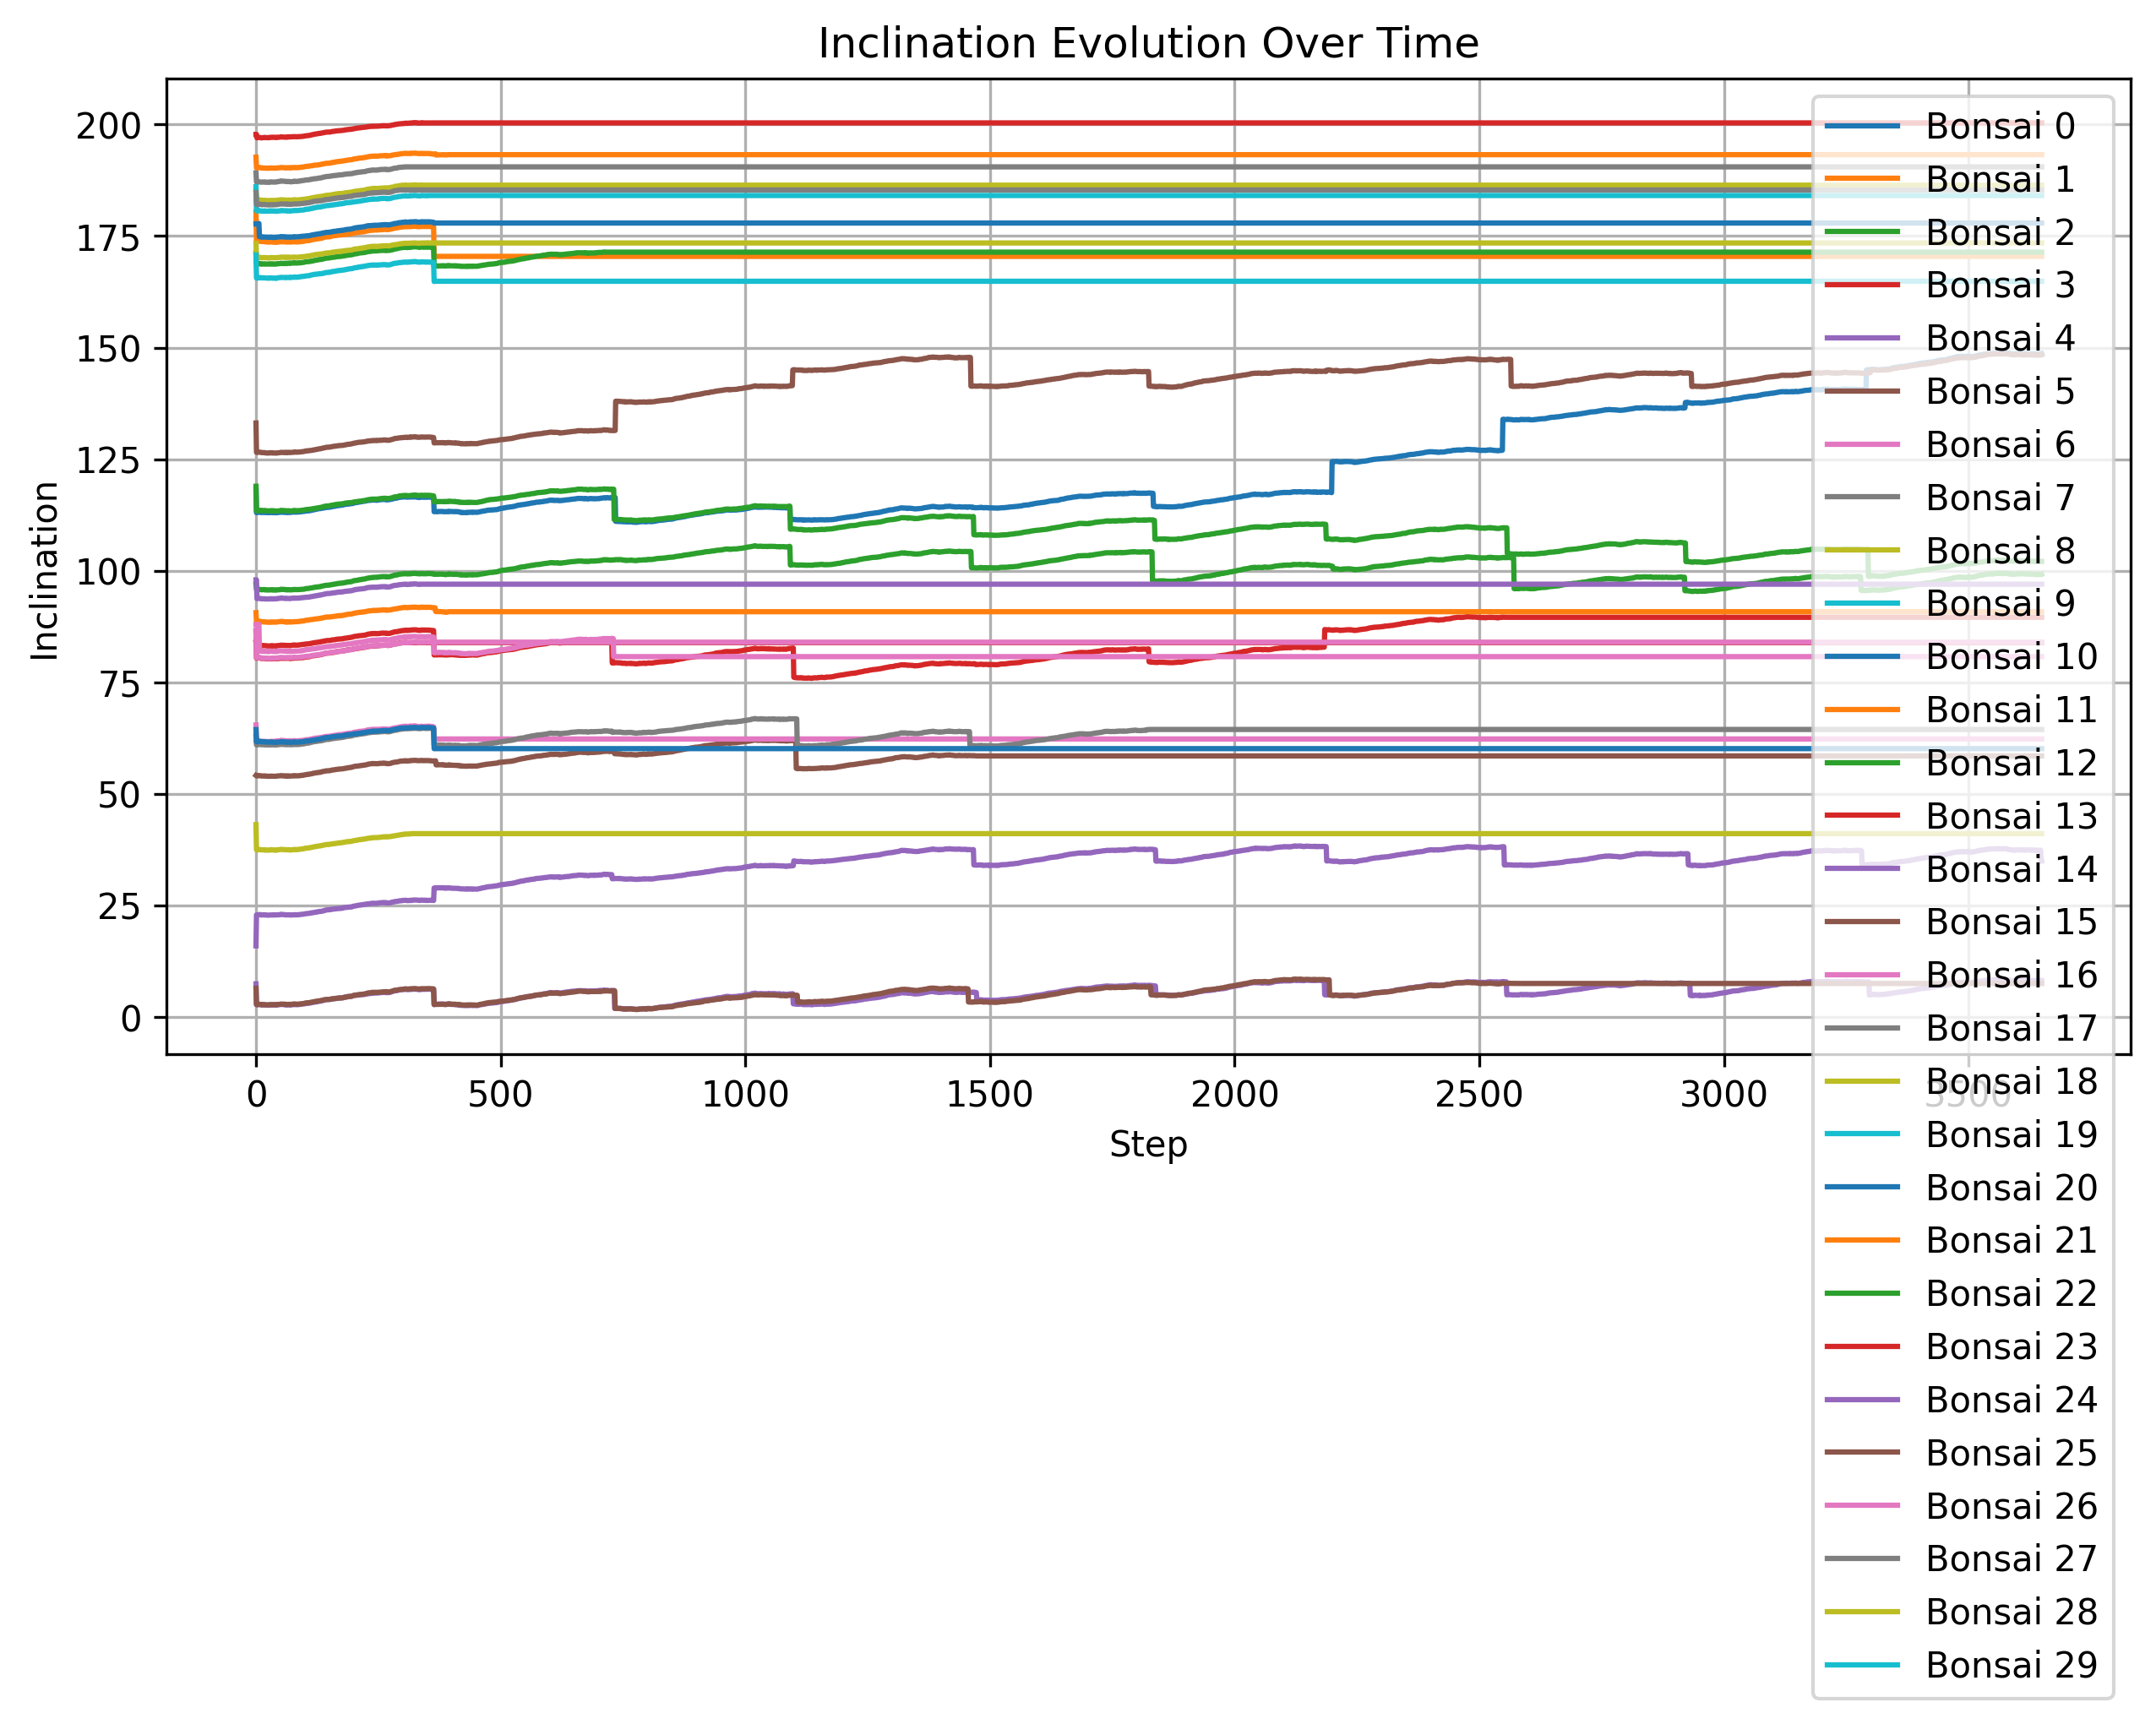 Inclination Evolution Over Time
Inclination
200
175
150
125
100
75
50
25
0
0 500 1000 1500 2000 2500 3000 3500
Step
Bonsai 0
Bonsai 1
Bonsai 2
Bonsai 3
Bonsai 4
Bonsai 5
Bonsai 6
Bonsai 7
Bonsai 8
Bonsai 9
Bonsai 10
Bonsai 11
Bonsai 12
Bonsai 13
Bonsai 14
Bonsai 15
Bonsai 16
Bonsai 17
Bonsai 18
Bonsai 19
Bonsai 20
Bonsai 21
Bonsai 22
Bonsai 23
Bonsai 24
Bonsai 25
Bonsai 26
Bonsai 27
Bonsai 28
Bonsai 29